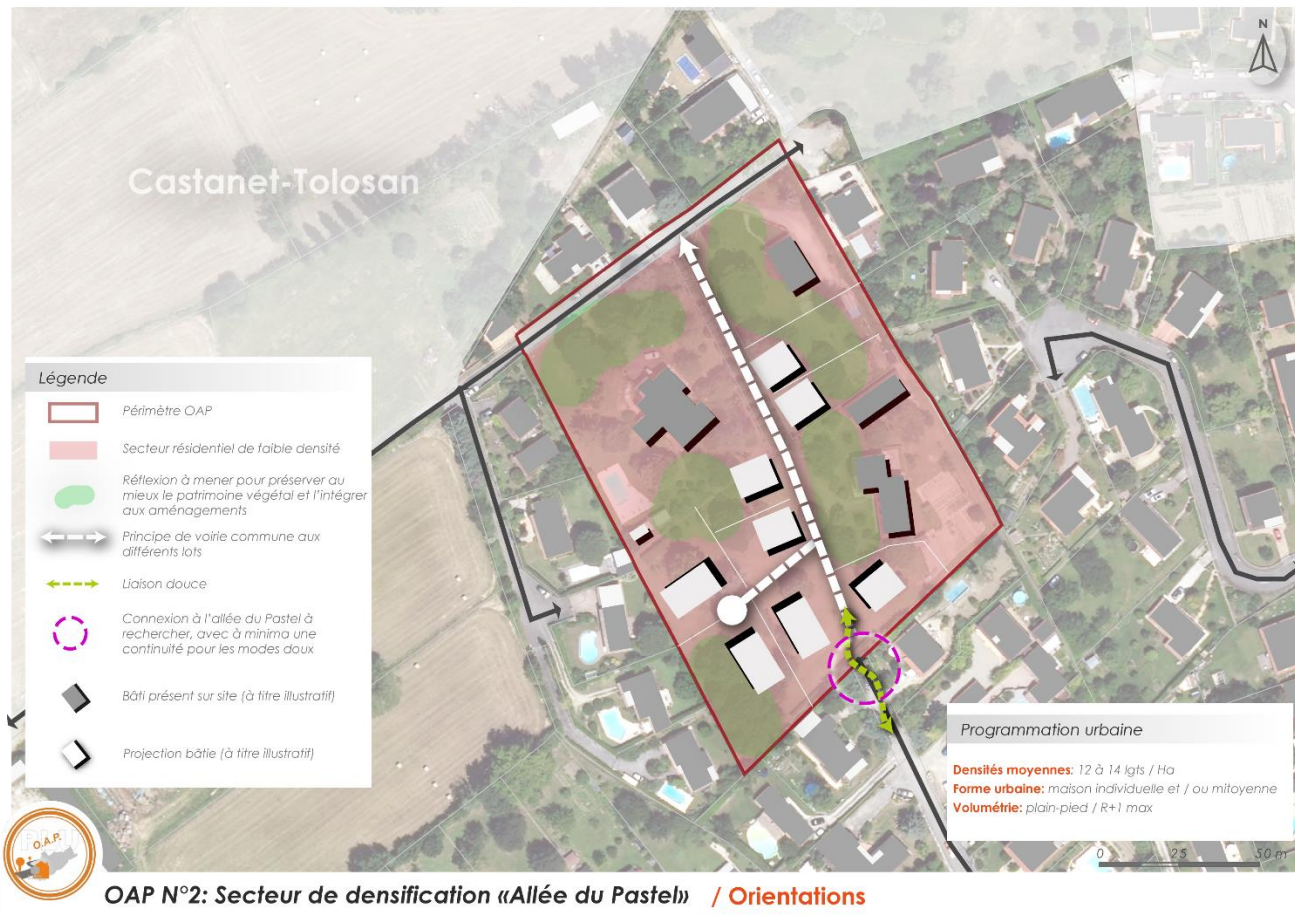 N
Castanet-Tolosan
Légende
Périmètre OAP
Secteur résidentiel de faible densité
Réflexion à mener pour préserver au
mieux le patrimoine végétal et l'intégrer
aux aménagements
Principe de voirie commune aux
différents lots
Liaison douce
Connexion à l'allée du Pastel à
rechercher, avec à minima une
continuité pour les modes doux
Bâti présent sur site (à titre illustratif)
Projection bâtie (à titre illustratif)
Programmation urbaine
Densités moyennes: 12 à 14 lgts / Ha
Forme urbaine: maison individuelle et / ou mitoyenne
Volumétrie: plain-pied / R+1 max
0 25 50 m
PLU
O.A.P.
OAP N°2: Secteur de densification «Allée du Pastel» / Orientations